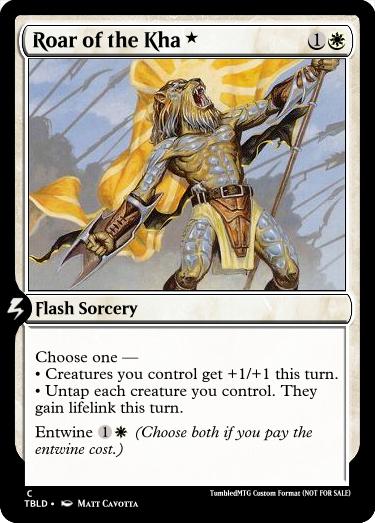 Roar of the Kha ★ 1
Flash Sorcery
Choose one —
• Creatures you control get +1/+1 this turn.
• Untap each creature you control. They
gain lifelink this turn.
Entwine 1 (Choose both if you pay the
entwine cost.)
C
TBLD • Matt Cavotta
TumbledMTG Custom Format (NOT FOR SALE)